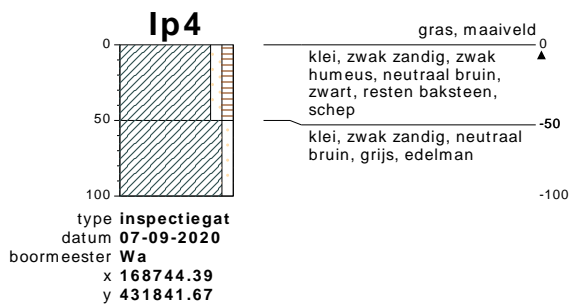 Ip4
gras, maaiveld
0
0
klei, zwak zandig, zwak
humeus, neutraal bruin,
zwart, resten baksteen,
schep
50
-50
klei, zwak zandig, neutraal
bruin, grijs, edelman
100
-100
type inspectiegat
datum 07-09-2020
boormeester Wa
x 168744.39
y 431841.67